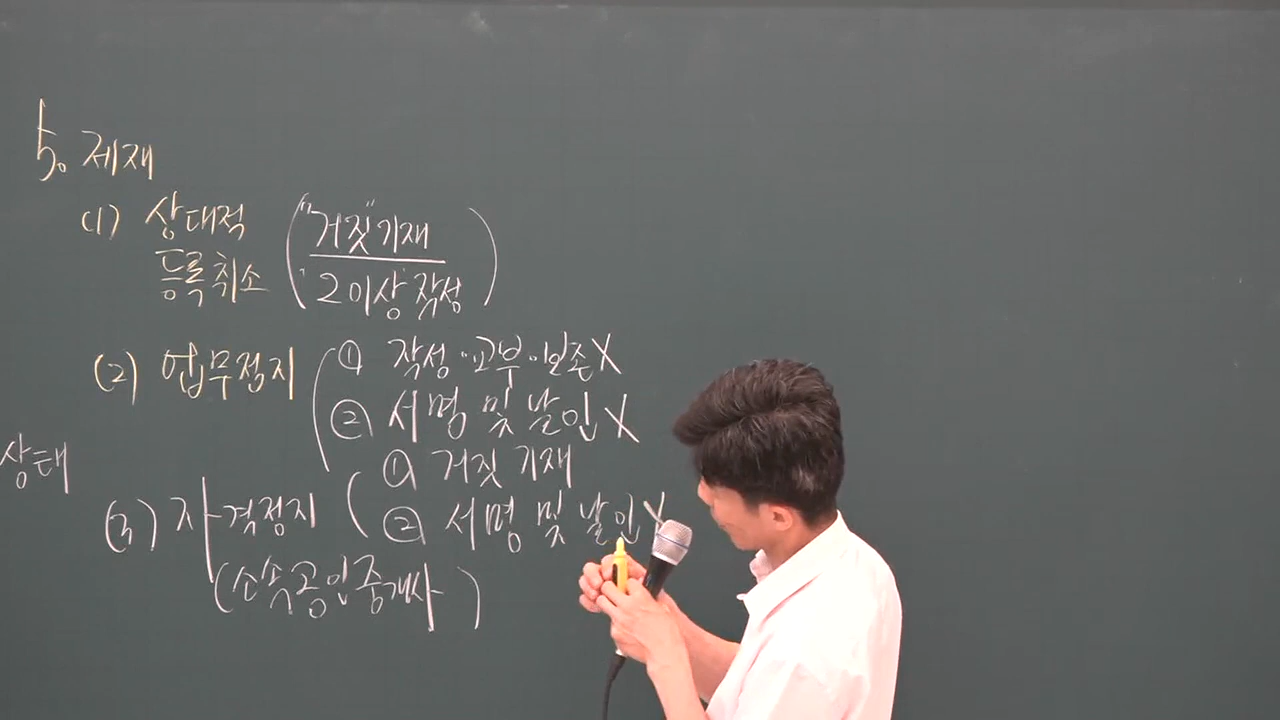 5. 제재
(1) 상대적 등록취소 ("거짓"기재
2이상 작성)
(2) 업무정지 ( ① 작성·교부·보존X
② 서명 및 날인X
상태
(3) 자격정지 ( ① 거짓 기재
② 서명 및 날인X
(소속공인중개사)